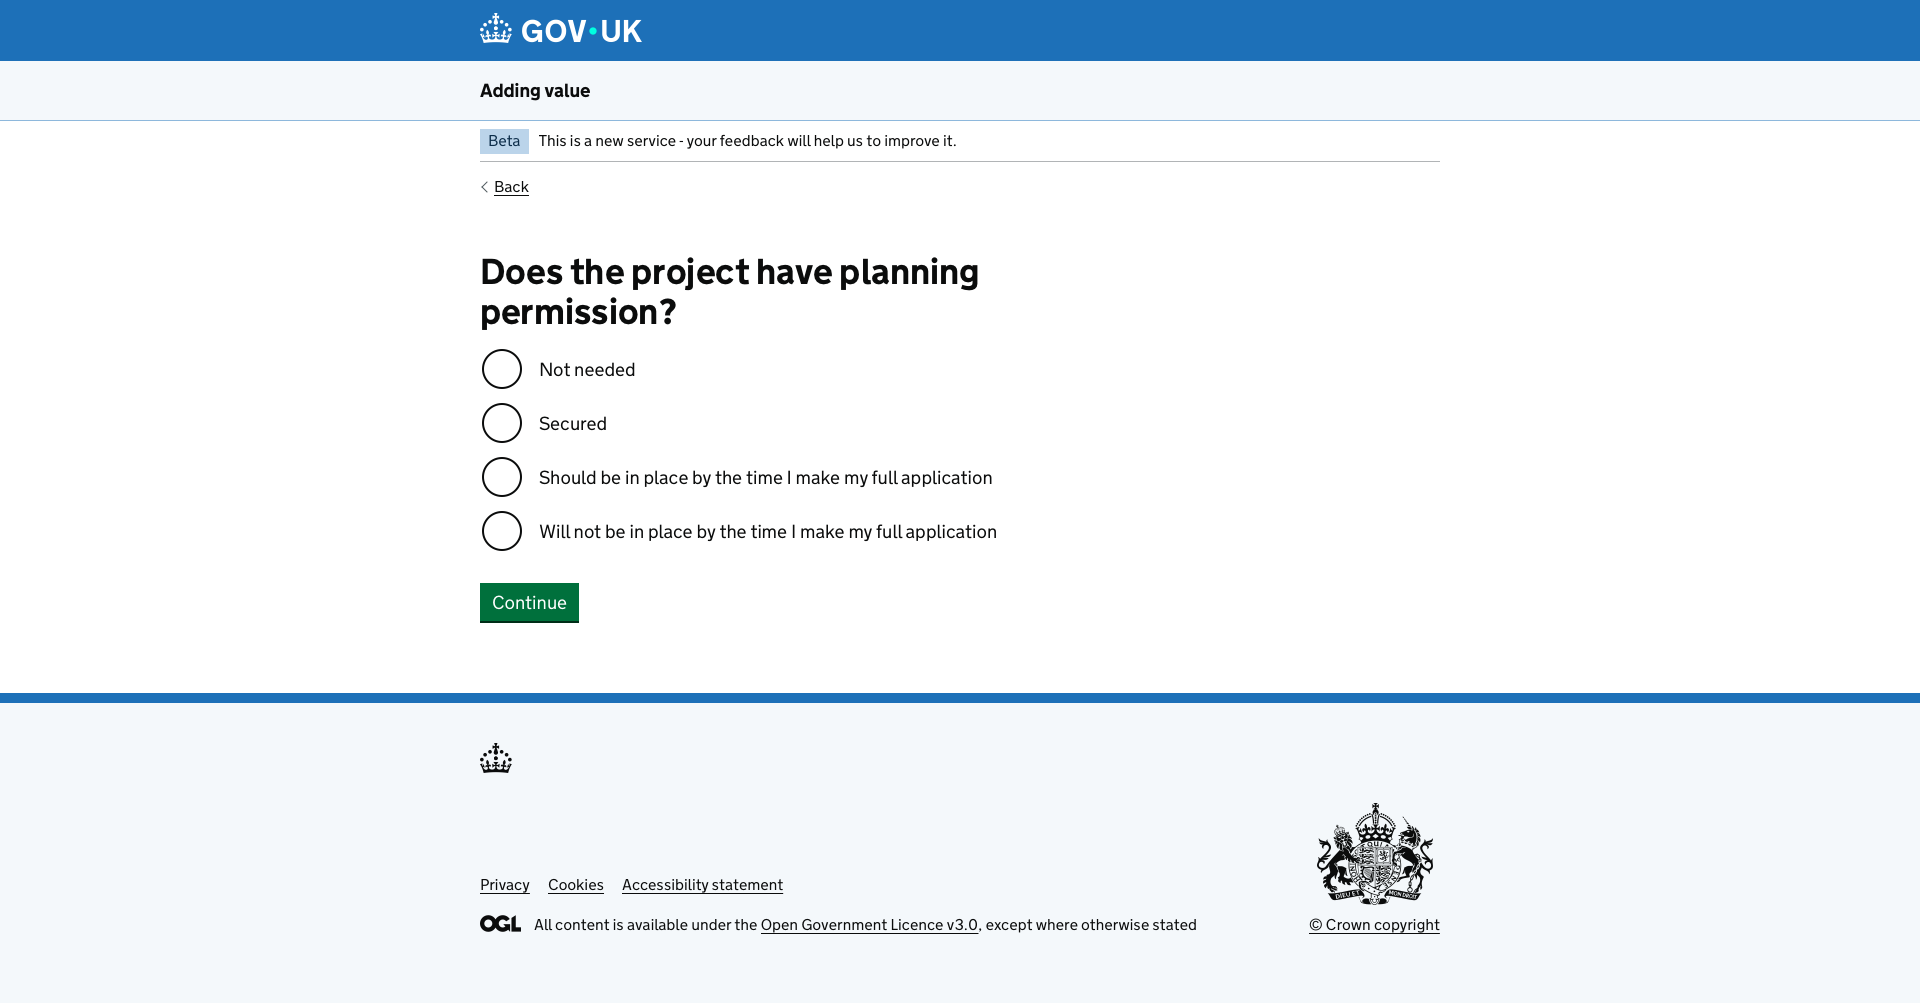 GOV·UK
Adding value
Beta This is a new service - your feedback will help us to improve it.
Back
Does the project have planning
permission?
Not needed
Secured
Should be in place by the time I make my full application
Will not be in place by the time I make my full application
Continue
Privacy Cookies Accessibility statement
OGL All content is available under the Open Government Licence v3.0, except where otherwise stated
© Crown copyright